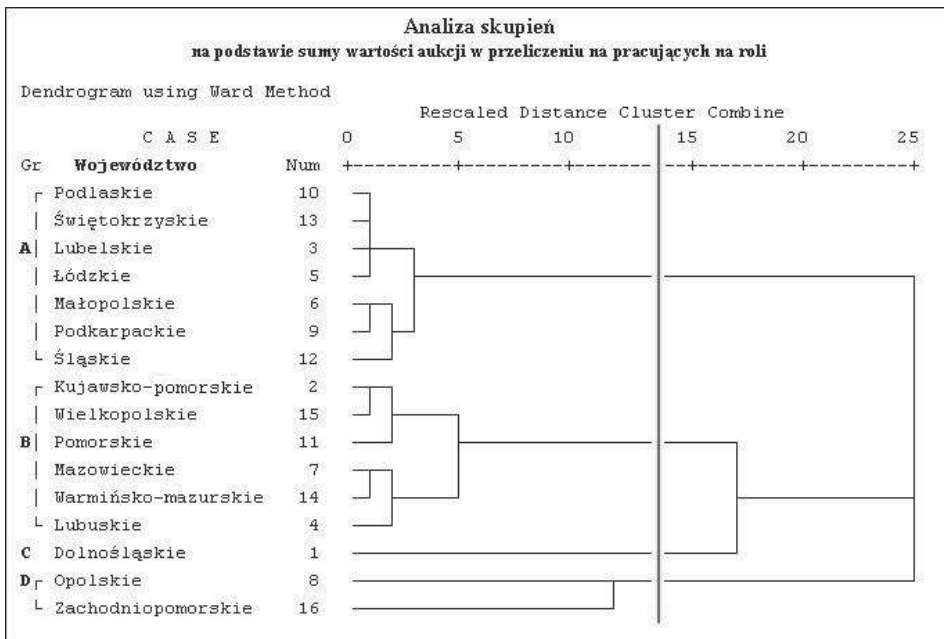 Analiza skupień
na podstawie sumy wartości aukcji w przeliczeniu na pracujących na roli
Dendrogram using Ward Method
Rescaled Distance Cluster Combine
C A S E 0 5 10 15 20 25
Gr Województwo Num
Podlaskie 10
Świętokrzyskie 13
A Lubelskie 3
Łódzkie 5
Małopolskie 6
Podkarpackie 9
Śląskie 12
Kujawsko-pomorskie 2
Wielkopolskie 15
B Pomorskie 11
Mazowieckie 7
Warmińsko-mazurskie 14
Lubuskie 4
C Dolnośląskie 1
D Opolskie 8
Zachodniopomorskie 16